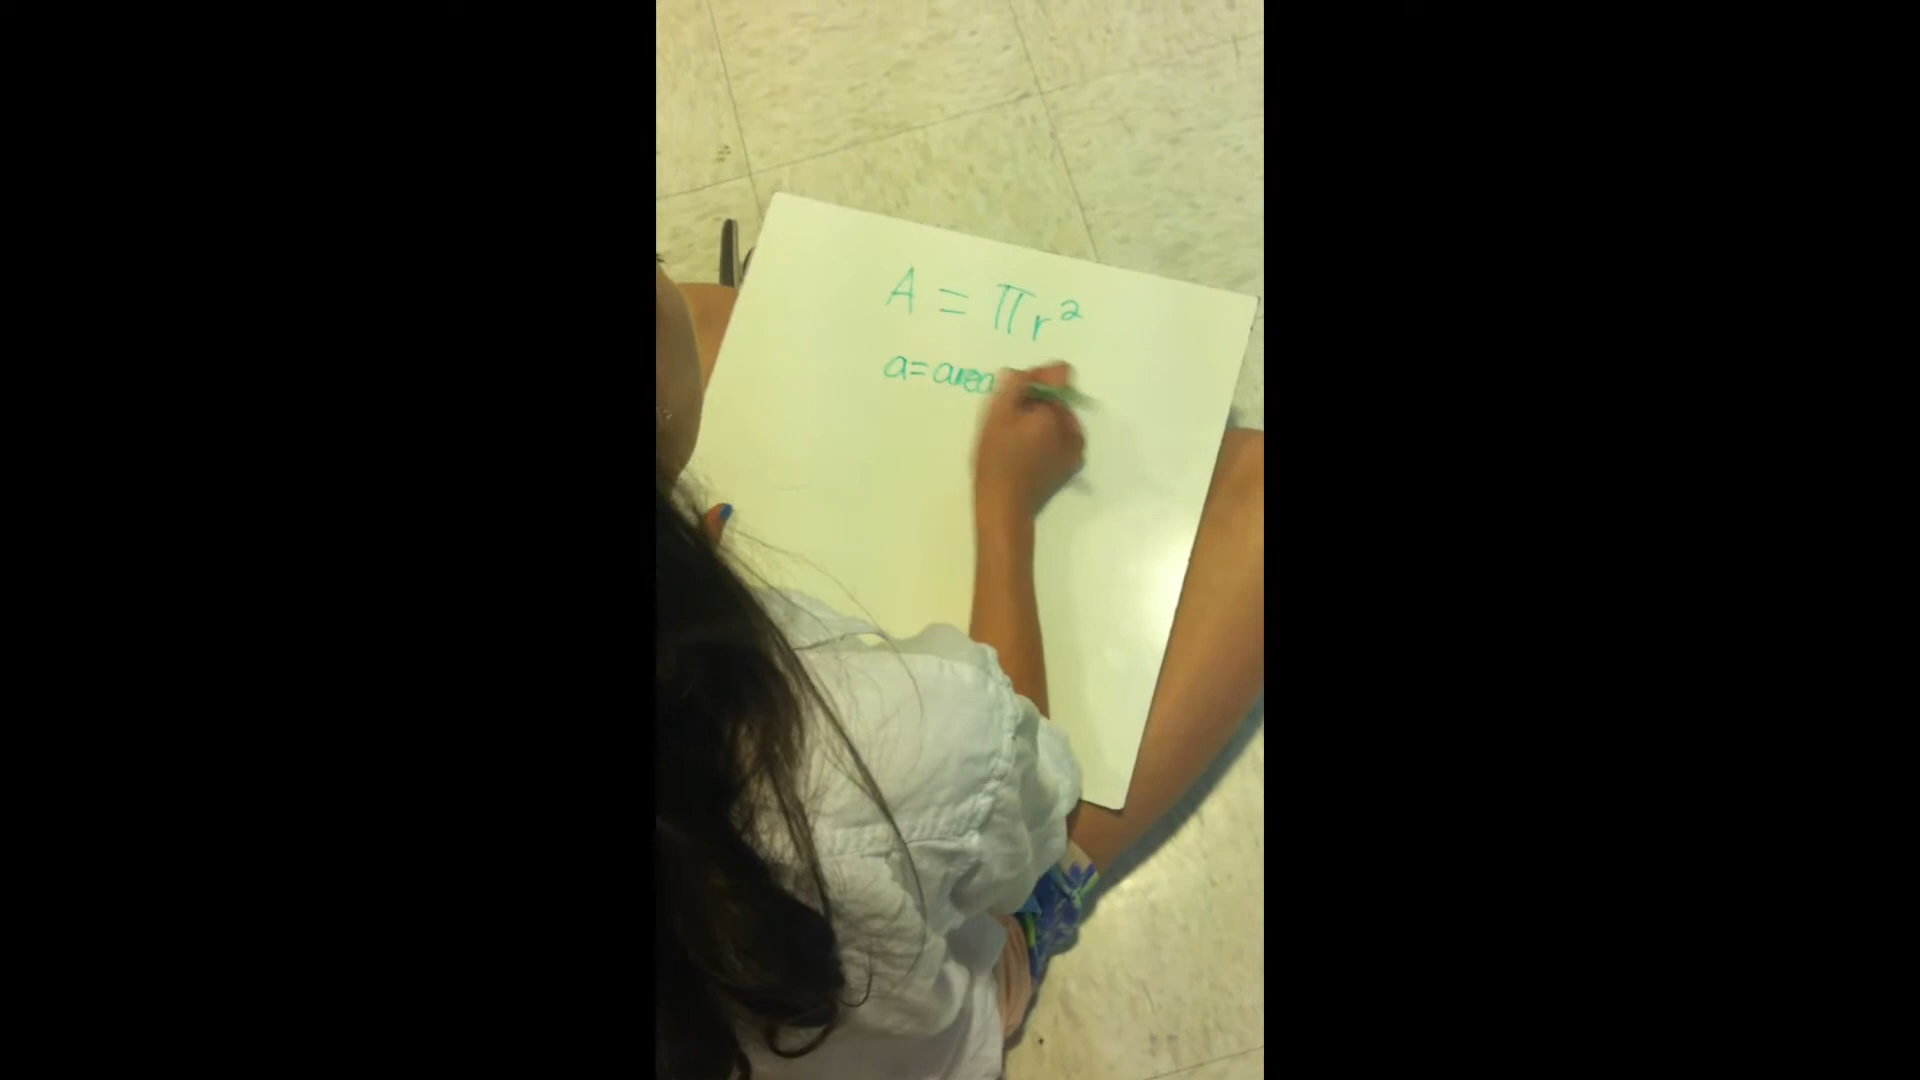 A = πr²
a = area